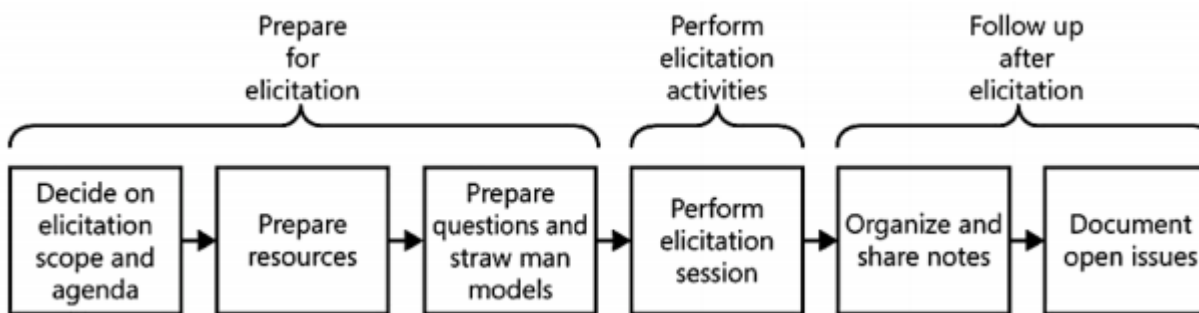 Prepare
for
elicitation
Perform
elicitation
activities
Follow up
after
elicitation
Decide on
elicitation
scope and
agenda
Prepare
resources
Prepare
questions and
straw man
models
Perform
elicitation
session
Organize and
share notes
Document
open issues